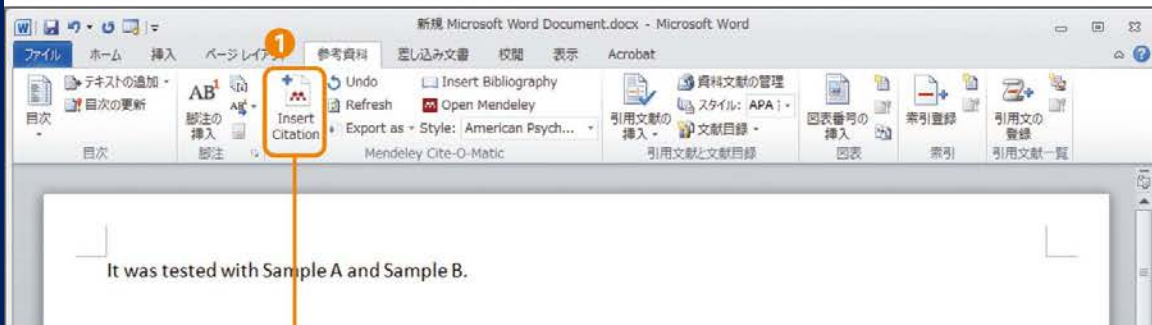 新規 Microsoft Word Document.docx - Microsoft Word
ファイル ホーム 挿入 ページレイアウト 参考資料 差し込み文書 校閲 表示 Acrobat
1
目次
テキストの追加
目次の更新
目次
AB1
脚注の
挿入
脚注
Insert
Citation
Undo
Refresh
Export as
Insert Bibliography
Open Mendeley
Style: American Psych...
Mendeley Cite-O-Matic
引用文献の
挿入
資料文献の管理
スタイル: APA
文献目録
引用文献と文献目録
図表番号の
挿入
図表
索引登録
索引
引用文の
登録
引用文献一覧
It was tested with Sample A and Sample B.